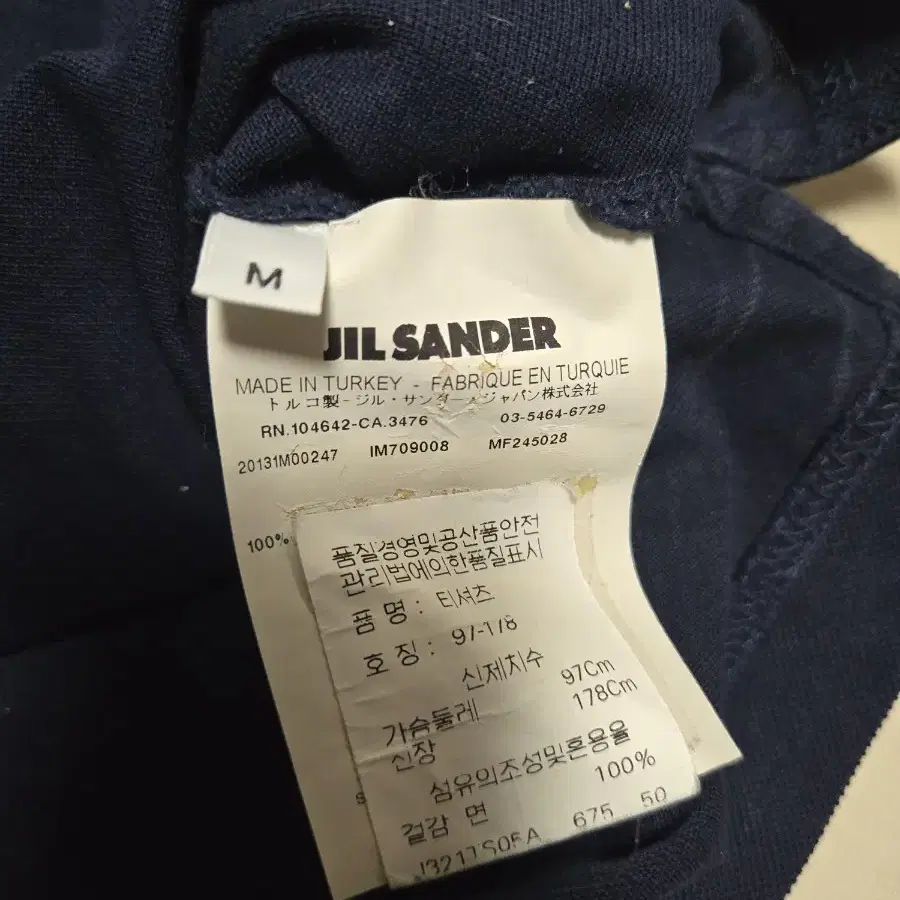 M
JIL SANDER
MADE IN TURKEY - FABRIQUE EN TURQUIE
トルコ製-ジル・サンダー・ジャパン株式会社
RN.104642-CA.3476 03-5464-6729
20131M00247 IM709008 MF245028
100%
품질경영및공산품안전
관리법에의한품질표시
품 명 : 티셔츠
호 징 : 97-178
신체치수
가슴둘레 97Cm
신장 178Cm
섬유의조성및혼용율
겉감 면 100%
J321TS05A 675 50